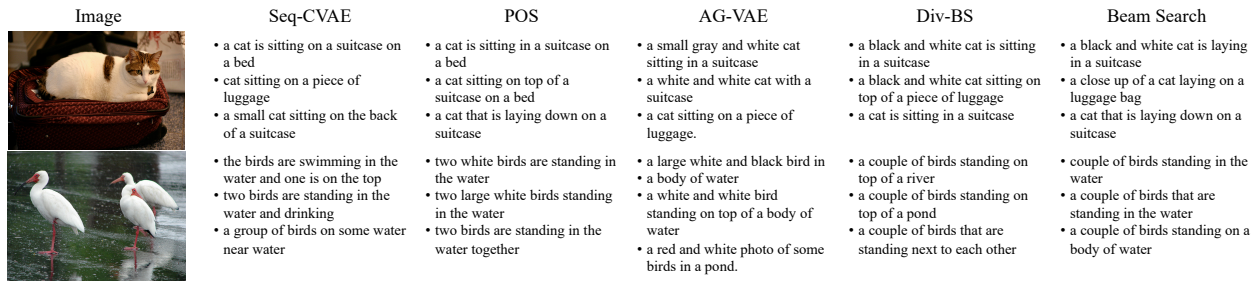 Image
Seq-CVAE
POS
AG-VAE
Div-BS
Beam Search
• a cat is sitting on a suitcase on
a bed
• cat sitting on a piece of
luggage
• a small cat sitting on the back
of a suitcase
• a cat is sitting in a suitcase on
a bed
• a cat sitting on top of a
suitcase on a bed
• a cat that is laying down on a
suitcase
• a small gray and white cat
sitting in a suitcase
• a white and white cat with a
suitcase
• a cat sitting on a piece of
luggage.
• a black and white cat is sitting
in a suitcase
• a black and white cat sitting on
top of a piece of luggage
• a cat is sitting in a suitcase
• a black and white cat is laying
in a suitcase
• a close up of a cat laying on a
luggage bag
• a cat that is laying down on a
suitcase
• the birds are swimming in the
water and one is on the top
• two birds are standing in the
water and drinking
• a group of birds on some water
near water
• two white birds are standing in
the water
• two large white birds standing
in the water
• two birds are standing in the
water together
• a large white and black bird in
• a body of water
• a white and white bird
standing on top of a body of
water
• a red and white photo of some
birds in a pond.
• a couple of birds standing on
top of a river
• a couple of birds standing on
top of a pond
• a couple of birds that are
standing next to each other
• couple of birds standing in the
water
• a couple of birds that are
standing in the water
• a couple of birds standing on a
body of water